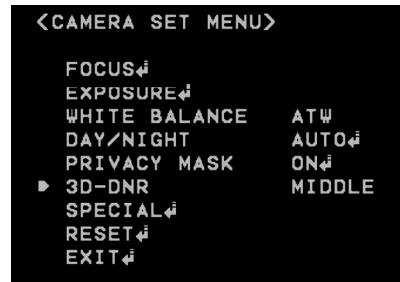 <CAMERA SET MENU>
FOCUS↲
EXPOSURE↲
WHITE BALANCE ATW
DAY/NIGHT AUTO↲
PRIVACY MASK ON↲
3D-DNR MIDDLE
SPECIAL↲
RESET↲
EXIT↲